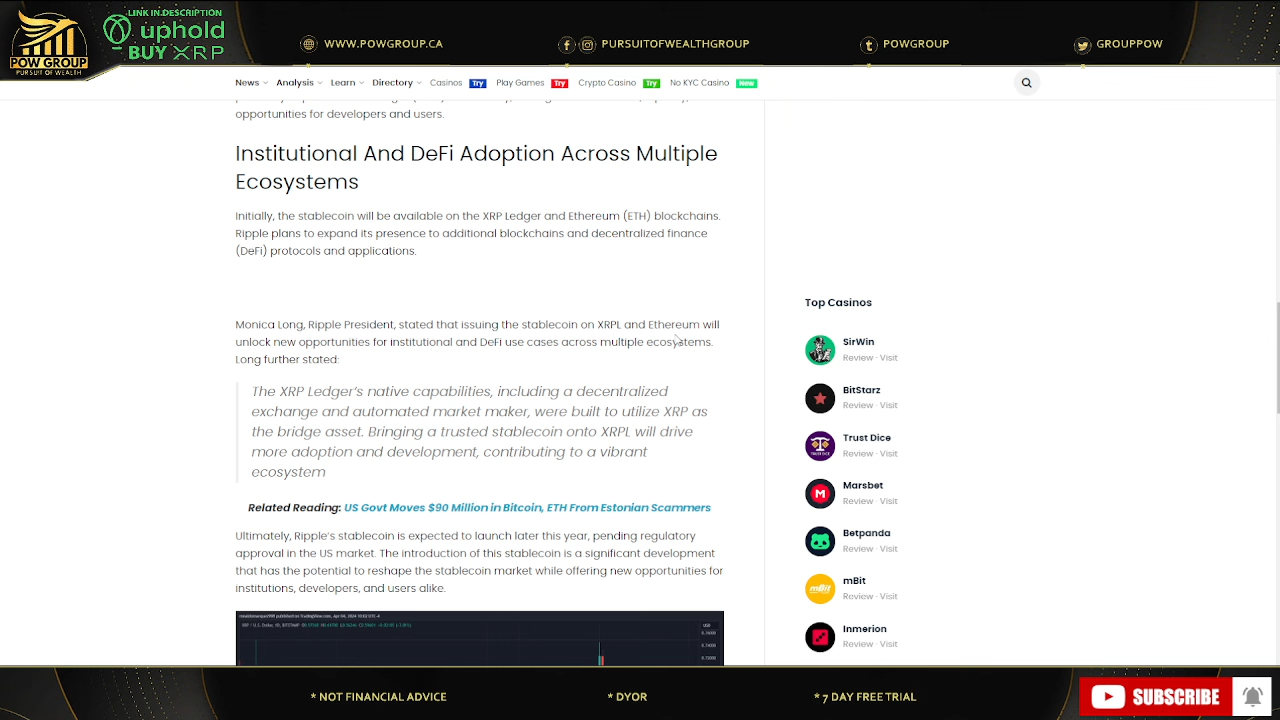 LINK IN DESCRIPTION
uphold
BUY XRP
POW GROUP
PURSUIT OF WEALTH
WWW.POWGROUP.CA
PURSUITOFWEALTHGROUP
POWGROUP
GROUPPOW
News Analysis Learn Directory Casinos Try Play Games Try Crypto Casino Try No KYC Casino New
opportunities for developers and users.
Institutional And DeFi Adoption Across Multiple
Ecosystems
Initially, the stablecoin will be available on the XRP Ledger and Ethereum (ETH) blockchains.
Ripple plans to expand its presence to additional blockchains and decentralized finance
(DeFi) protocols and applications.
Monica Long, Ripple President, stated that issuing the stablecoin on XRPL and Ethereum will
unlock new opportunities for institutional and DeFi use cases across multiple ecosystems.
Long further stated:
The XRP Ledger's native capabilities, including a decentralized
exchange and automated market maker, were built to utilize XRP as
the bridge asset. Bringing a trusted stablecoin onto XRPL will drive
more adoption and development, contributing to a vibrant
ecosystem
Related Reading: US Govt Moves $90 Million in Bitcoin, ETH From Estonian Scammers
Ultimately, Ripple's stablecoin is expected to launch later this year, pending regulatory
approval in the US market. The introduction of this stablecoin is a significant development
that has the potential to reshape the stablecoin market while offering new opportunities for
institutions, developers, and users alike.
Top Casinos
SirWin
Review · Visit
BitStarz
Review · Visit
Trust Dice
Review · Visit
Marsbet
Review · Visit
Betpanda
Review · Visit
mBit
Review · Visit
Inmerion
Review · Visit
* NOT FINANCIAL ADVICE
* DYOR
* 7 DAY FREE TRIAL
SUBSCRIBE